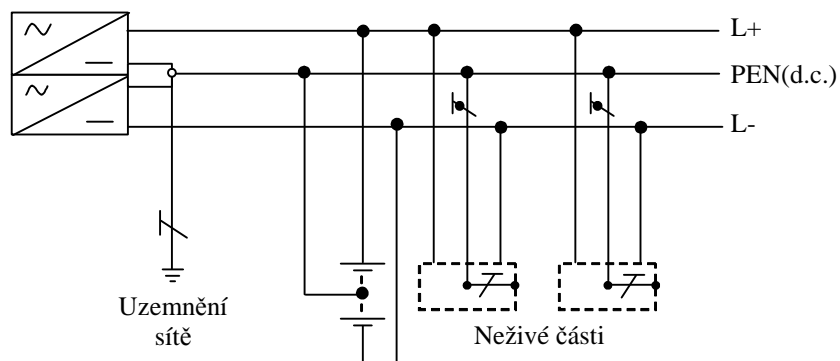 L+
PEN(d.c.)
L-
Uzemnění
sítě
Neživé části